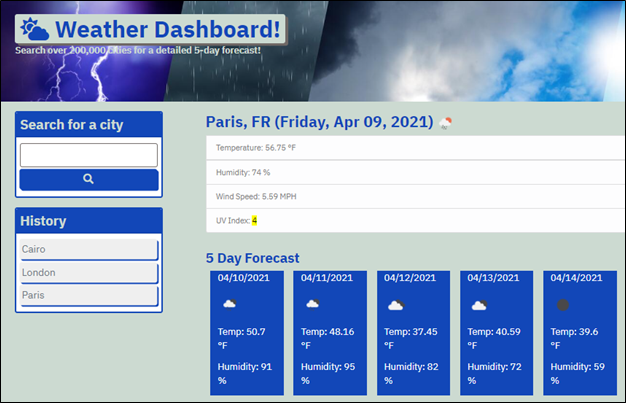 Weather Dashboard!
Search over 200,000 cities for a detailed 5-day forecast!
Search for a city
History
Cairo
London
Paris
Paris, FR (Friday, Apr 09, 2021)
Temperature: 56.75 °F
Humidity: 74 %
Wind Speed: 5.59 MPH
UV Index: 4
5 Day Forecast
04/10/2021
Temp: 50.7
°F
Humidity: 91
%
04/11/2021
Temp: 48.16
°F
Humidity: 95
%
04/12/2021
Temp: 37.45
°F
Humidity: 82
%
04/13/2021
Temp: 40.59
°F
Humidity: 72
%
04/14/2021
Temp: 39.6
°F
Humidity: 59
%